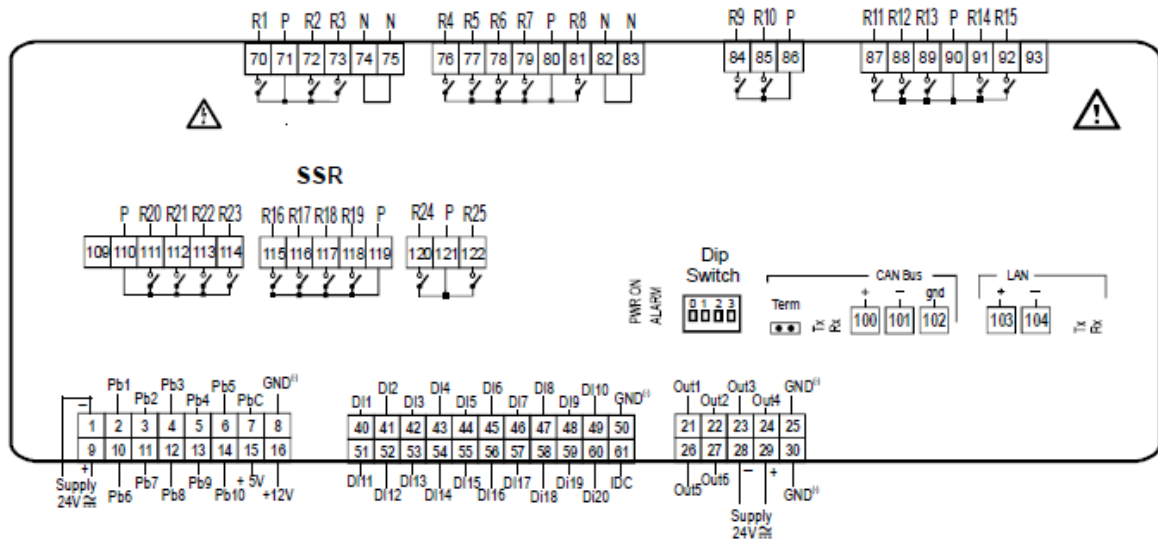 R1 P R2 R3 N N R4 R5 R6 R7 P R8 N N R9 R10 P R11 R12 R13 P R14 R15
70 71 72 73 74 75 76 77 78 79 80 81 82 83 84 85 86 87 88 89 90 91 92 93
SSR
P R20 R21 R22 R23 R16 R17 R18 R19 P R24 P R25
109 110 111 112 113 114 115 116 117 118 119 120 121 122
PWR ON
ALARM
Dip
Switch
0 1 2 3
Term
Tx
Rx
CAN Bus
+ − gnd
100 101 102
LAN
+ −
103 104
Tx
Rx
Pb1 Pb3 Pb5 GND(-)
− Pb2 Pb4 PbC
1 2 3 4 5 6 7 8
9 10 11 12 13 14 15 16
+ Pb7 Pb9 + 5V
Supply Pb6 Pb8 Pb10 +12V
24V≅
DI2 DI4 DI6 DI8 DI10
DI1 DI3 DI5 DI7 DI9 GND(-)
40 41 42 43 44 45 46 47 48 49 50
51 52 53 54 55 56 57 58 59 60 61
DI11 DI13 DI15 DI17 DI19 IDC
DI12 DI14 DI16 DI18 Di20
Out1 Out3 GND(-)
Out2 Out4
21 22 23 24 25
26 27 28 29 30
Out5 Out6 − + GND(-)
Supply
24V≅